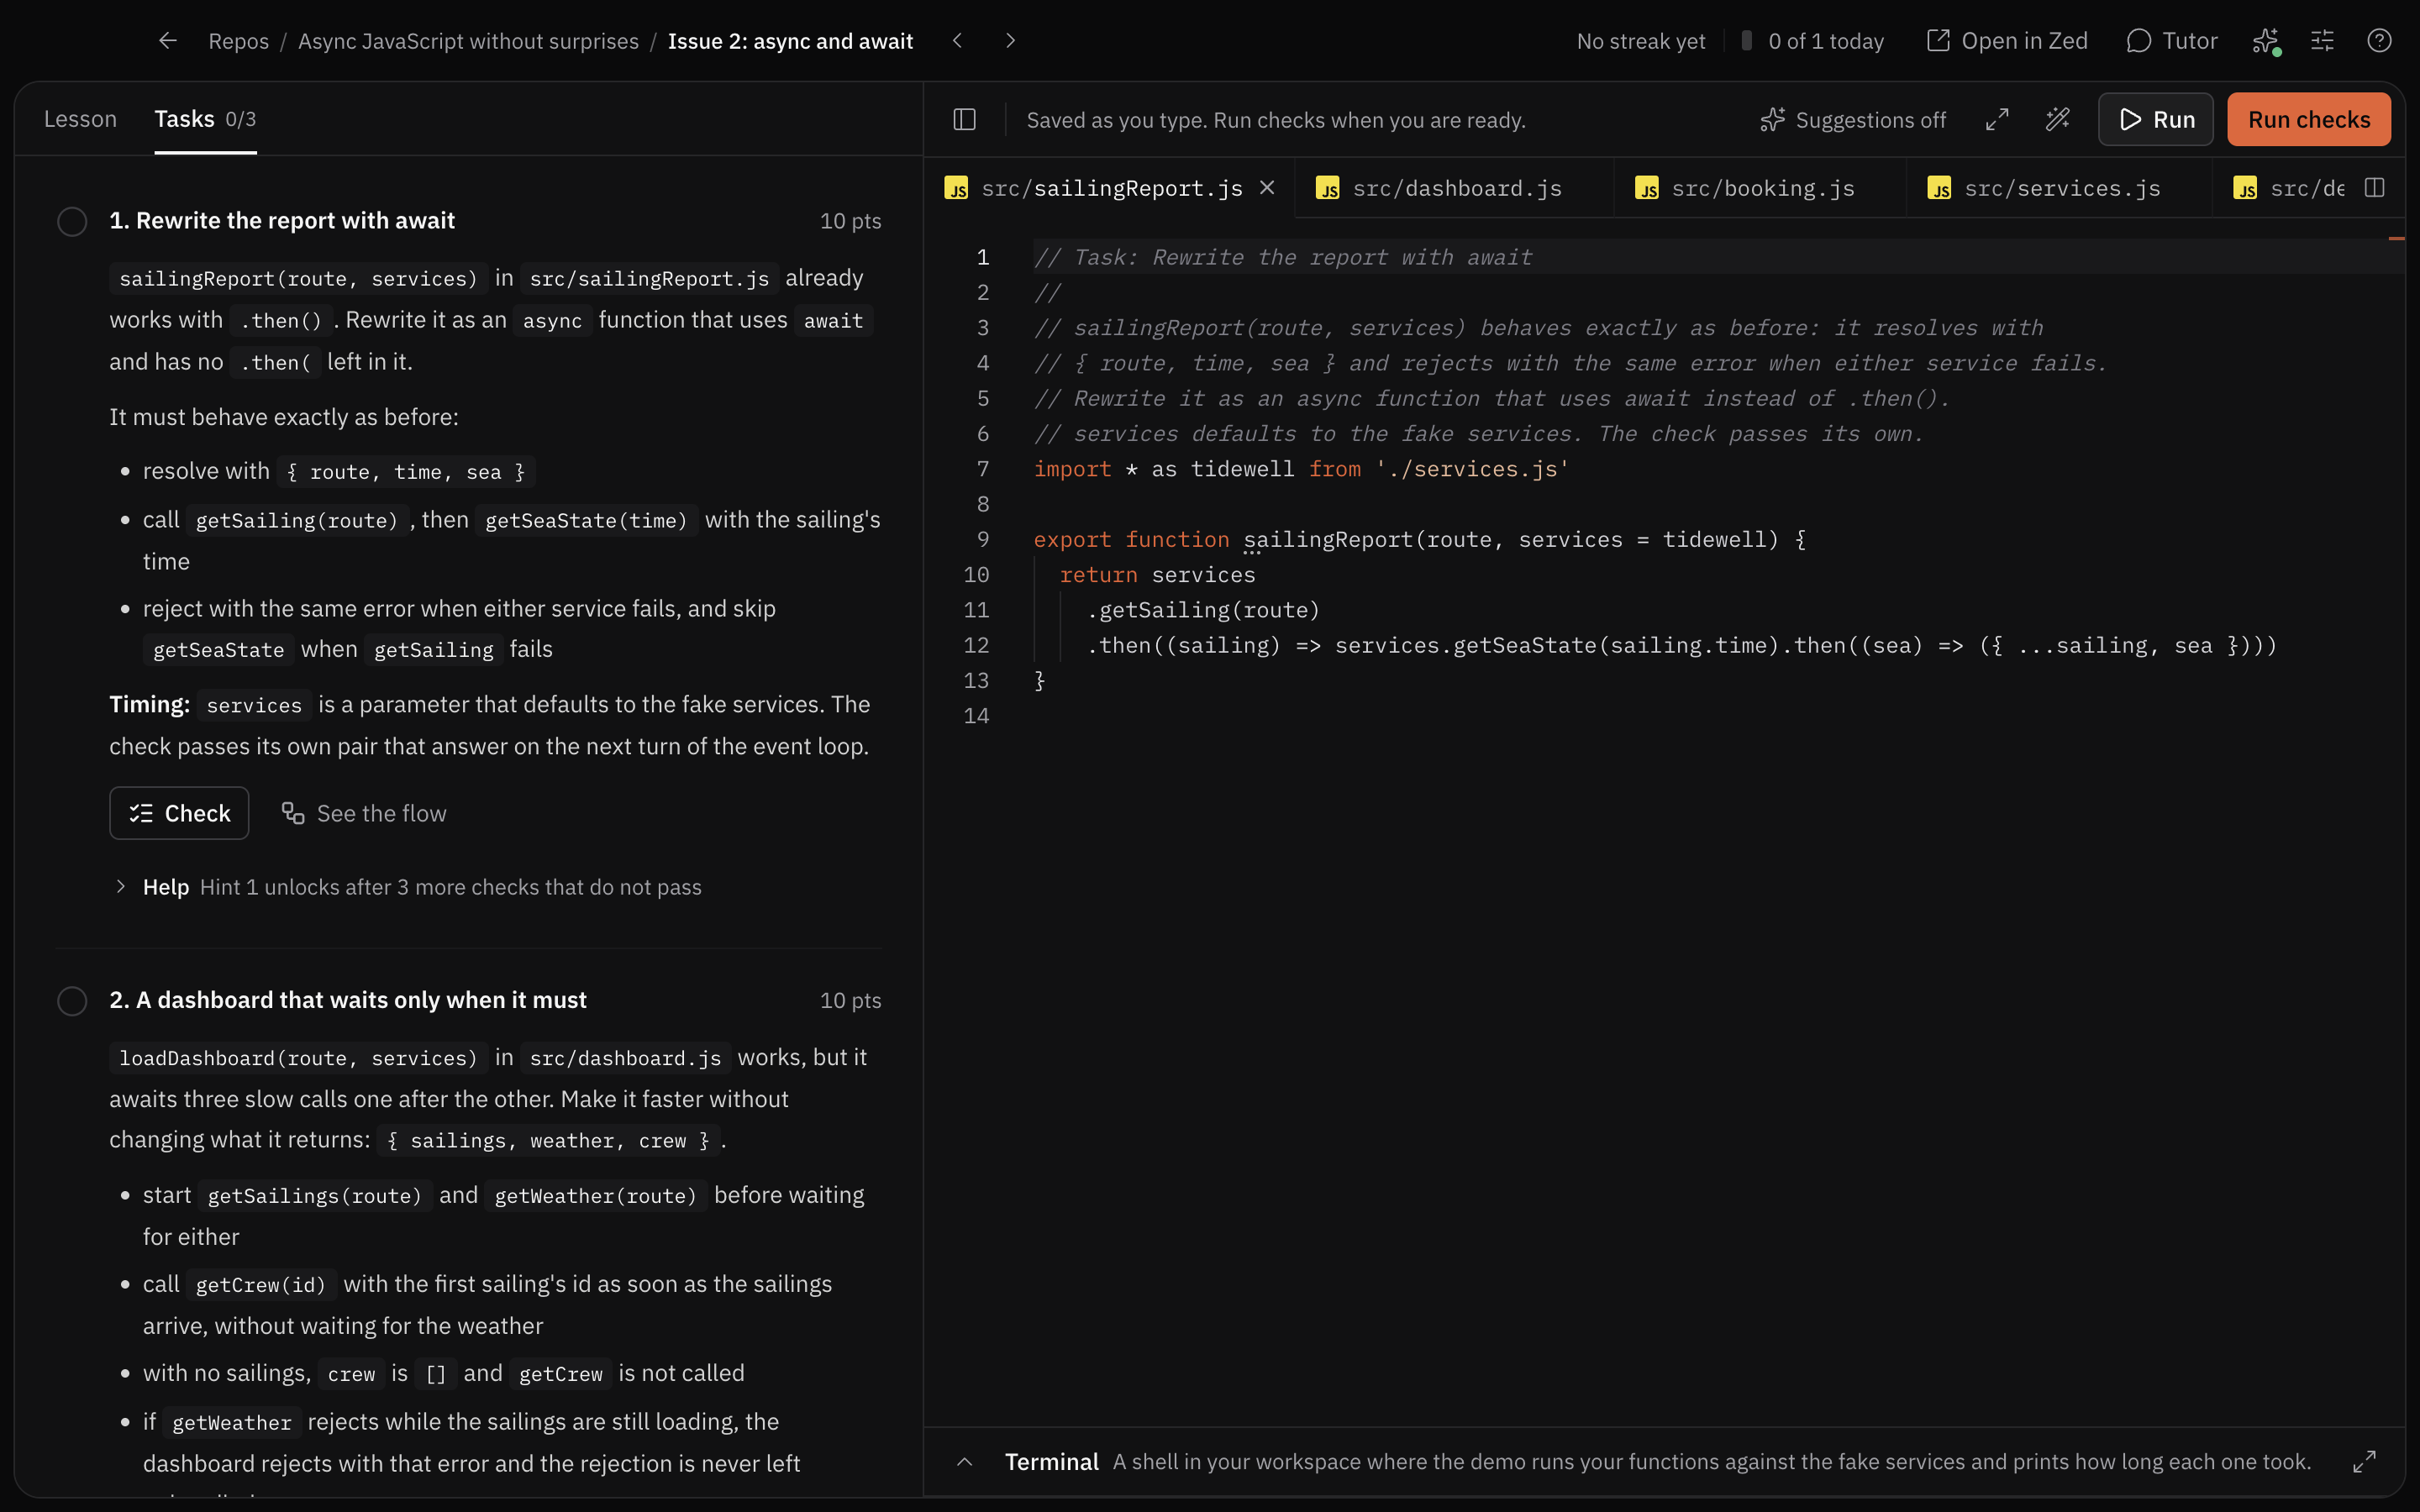 Repos / Async JavaScript without surprises / Issue 2: async and await
No streak yet
0 of 1 today
Open in Zed
Tutor
Lesson
Tasks 0/3
1. Rewrite the report with await
10 pts
sailingReport(route, services) in src/sailingReport.js already
works with .then() . Rewrite it as an async function that uses await
and has no .then( left in it.
It must behave exactly as before:
• resolve with { route, time, sea }
• call getSailing(route) , then getSeaState(time) with the sailing's
time
• reject with the same error when either service fails, and skip
getSeaState when getSailing fails
Timing: services is a parameter that defaults to the fake services. The
check passes its own pair that answer on the next turn of the event loop.
Check
See the flow
Help Hint 1 unlocks after 3 more checks that do not pass
2. A dashboard that waits only when it must
10 pts
loadDashboard(route, services) in src/dashboard.js works, but it
awaits three slow calls one after the other. Make it faster without
changing what it returns: { sailings, weather, crew } .
• start getSailings(route) and getWeather(route) before waiting
for either
• call getCrew(id) with the first sailing's id as soon as the sailings
arrive, without waiting for the weather
• with no sailings, crew is [] and getCrew is not called
• if getWeather rejects while the sailings are still loading, the
dashboard rejects with that error and the rejection is never left
Saved as you type. Run checks when you are ready.
Suggestions off
Run
Run checks
JS src/sailingReport.js
JS src/dashboard.js
JS src/booking.js
JS src/services.js
JS src/de
1 // Task: Rewrite the report with await
2 //
3 // sailingReport(route, services) behaves exactly as before: it resolves with
4 // { route, time, sea } and rejects with the same error when either service fails.
5 // Rewrite it as an async function that uses await instead of .then().
6 // services defaults to the fake services. The check passes its own.
7 import * as tidewell from './services.js'
8
9 export function sailingReport(route, services = tidewell) {
10 return services
11 .getSailing(route)
12 .then((sailing) => services.getSeaState(sailing.time).then((sea) => ({ ...sailing, sea })))
13 }
14
Terminal A shell in your workspace where the demo runs your functions against the fake services and prints how long each one took.